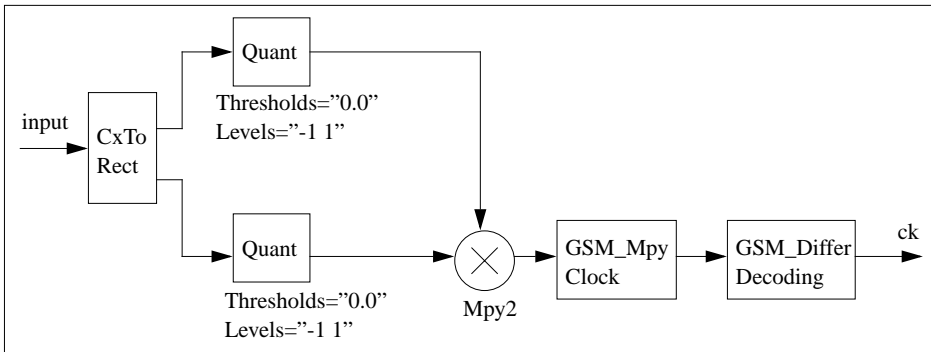 Quant
Thresholds=”0.0”
Levels=”-1 1”
input
CxTo
Rect
Quant
Thresholds=”0.0”
Levels=”-1 1”
Mpy2
GSM_Mpy
Clock
GSM_Differ
Decoding
ck